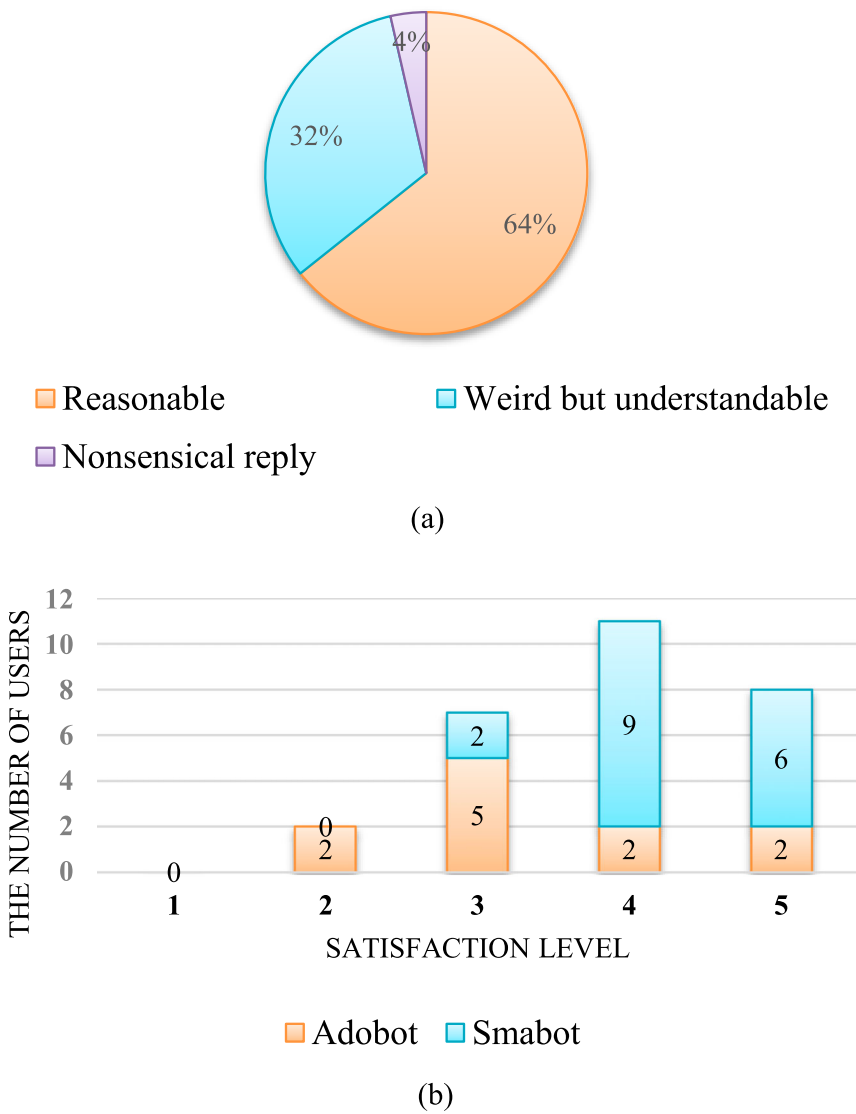 4%
32%
64%
Reasonable
Weird but understandable
Nonsensical reply
(a)
THE NUMBER OF USERS
12
10
8
6
4
2
0
0
0
2
2
5
9
2
6
2
1 2 3 4 5
SATISFACTION LEVEL
Adobot Smabot
(b)